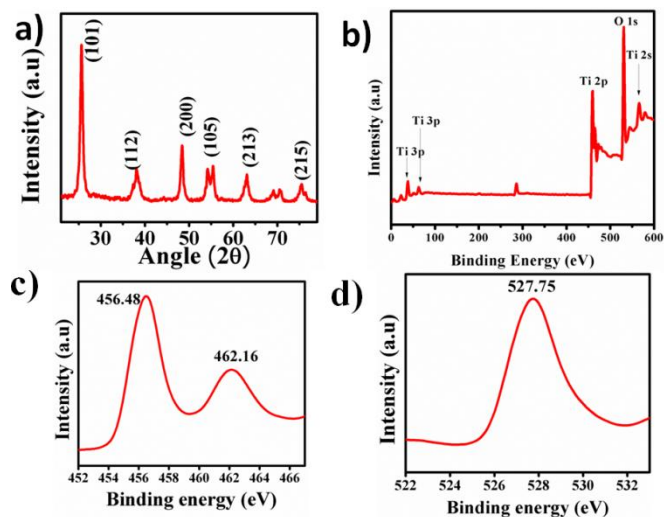 a)
(101)
(112)
(200)
(105)
(213)
(215)
Intensity (a.u)
30 40 50 60 70
Angle (2θ)
b)
O 1s
Ti 2s
Ti 2p
Ti 3p
Ti 3p
Intensity (a.u)
0 100 200 300 400 500 600
Binding Energy (eV)
c)
456.48
462.16
Intensity (a.u)
452 454 456 458 460 462 464 466
Binding energy (eV)
d)
527.75
Intensity (a.u)
522 524 526 528 530 532
Binding energy (eV)